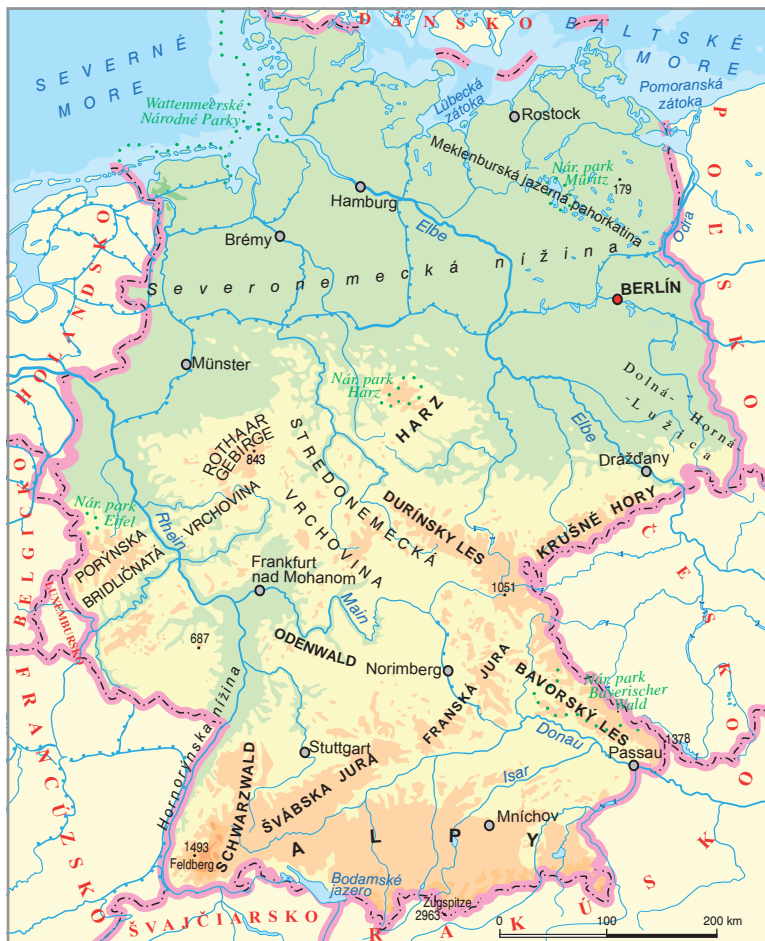 DÁNSKO
BALTSKÉ
MORE
SEVERNÉ
MORE
Wattenmeerské
Národné Parky
Lübecká
zátoka
Pomoranská
zátoka
Rostock
POĽSKO
Meklenburská jazerná pahorkatina
Nár. park
Müritz
179
Hamburg
Elbe
Odra
Brémy
HOLANDSKO
Severonemecká nížina
BERLÍN
Münster
Nár. park
Harz
HARZ
Dolná- Horná
-Lužica
Elbe
ROTHAAR
GEBIRGE
843
STREDONEMECKÁ
VRCHOVINA
Drážďany
BELGICKO
Nár. park
Eifel
Rheln
PORÝNSKA
BRIDLIČNATÁ VRCHOVINA
DURÍNSKY LES
KRUŠNÉ HORY
ČESKO
LUXEMBURSKO
Frankfurt
nad Mohanom
Main
1051
687
ODENWALD
Norimberg
FRANSKÁ JURA
BAVORSKÝ LES
Nár. park
Bayerischer
Wald
1378
FRANCÚZSKO
Hornorýnska nížina
Stuttgart
Donau
Passau
SCHWARZWALD
ŠVÁBSKA JURA
Isar
Mníchov
ALPY
1493
Feldberg
Bodamské
jazero
Zugspitze
2963
ŠVAJČIARSKO
RAKÚSKO
0 100 200 km